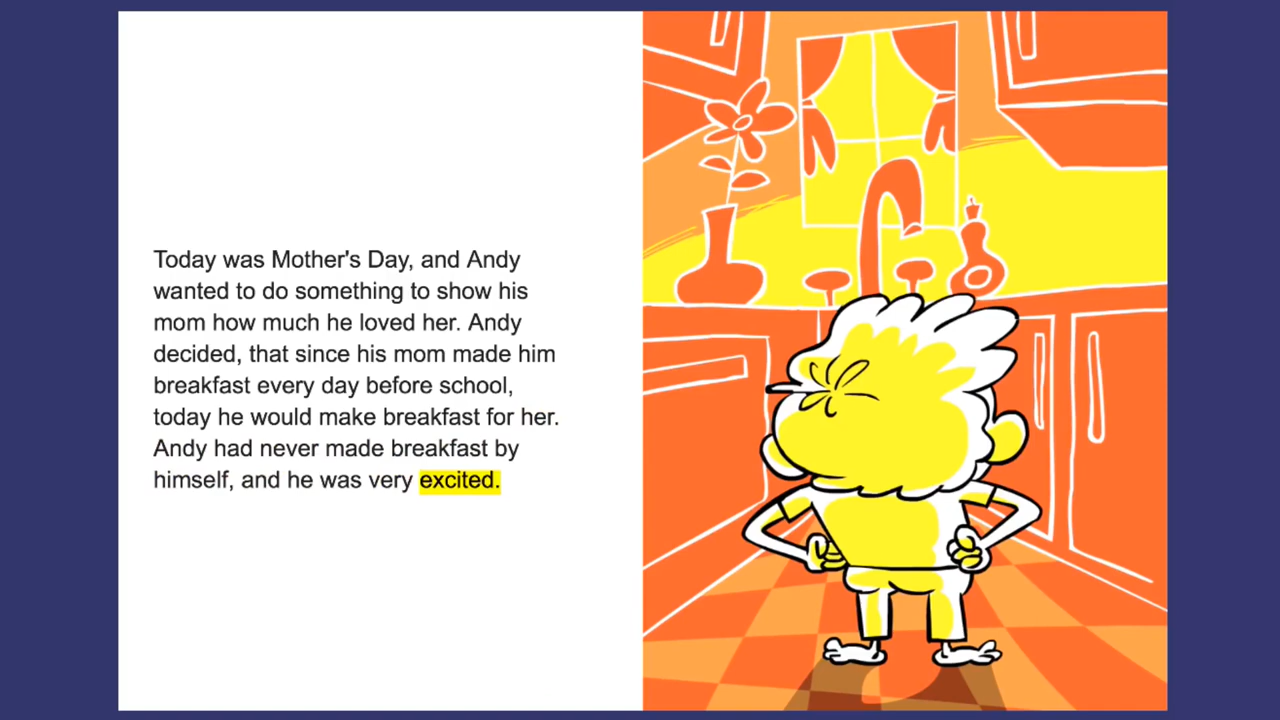 Today was Mother's Day, and Andy
wanted to do something to show his
mom how much he loved her. Andy
decided, that since his mom made him
breakfast every day before school,
today he would make breakfast for her.
Andy had never made breakfast by
himself, and he was very excited.